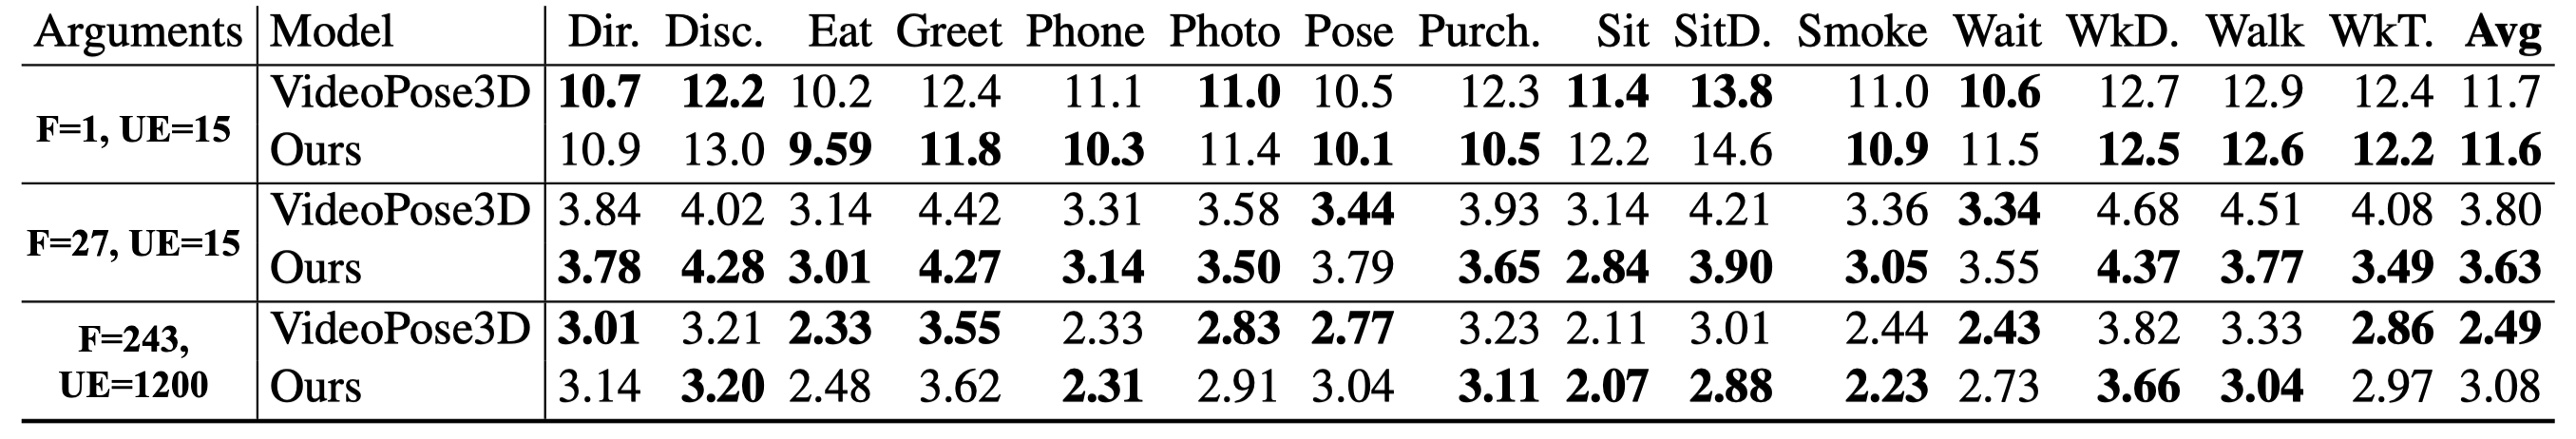 Arguments Model Dir. Disc. Eat Greet Phone Photo Pose Purch. Sit SitD. Smoke Wait WkD. Walk WkT. Avg
F=1, UE=15
VideoPose3D 10.7 12.2 10.2 12.4 11.1 11.0 10.5 12.3 11.4 13.8 11.0 10.6 12.7 12.9 12.4 11.7
Ours 10.9 13.0 9.59 11.8 10.3 11.4 10.1 10.5 12.2 14.6 10.9 11.5 12.5 12.6 12.2 11.6
F=27, UE=15
VideoPose3D 3.84 4.02 3.14 4.42 3.31 3.58 3.44 3.93 3.14 4.21 3.36 3.34 4.68 4.51 4.08 3.80
Ours 3.78 4.28 3.01 4.27 3.14 3.50 3.79 3.65 2.84 3.90 3.05 3.55 4.37 3.77 3.49 3.63
F=243,
UE=1200
VideoPose3D 3.01 3.21 2.33 3.55 2.33 2.83 2.77 3.23 2.11 3.01 2.44 2.43 3.82 3.33 2.86 2.49
Ours 3.14 3.20 2.48 3.62 2.31 2.91 3.04 3.11 2.07 2.88 2.23 2.73 3.66 3.04 2.97 3.08